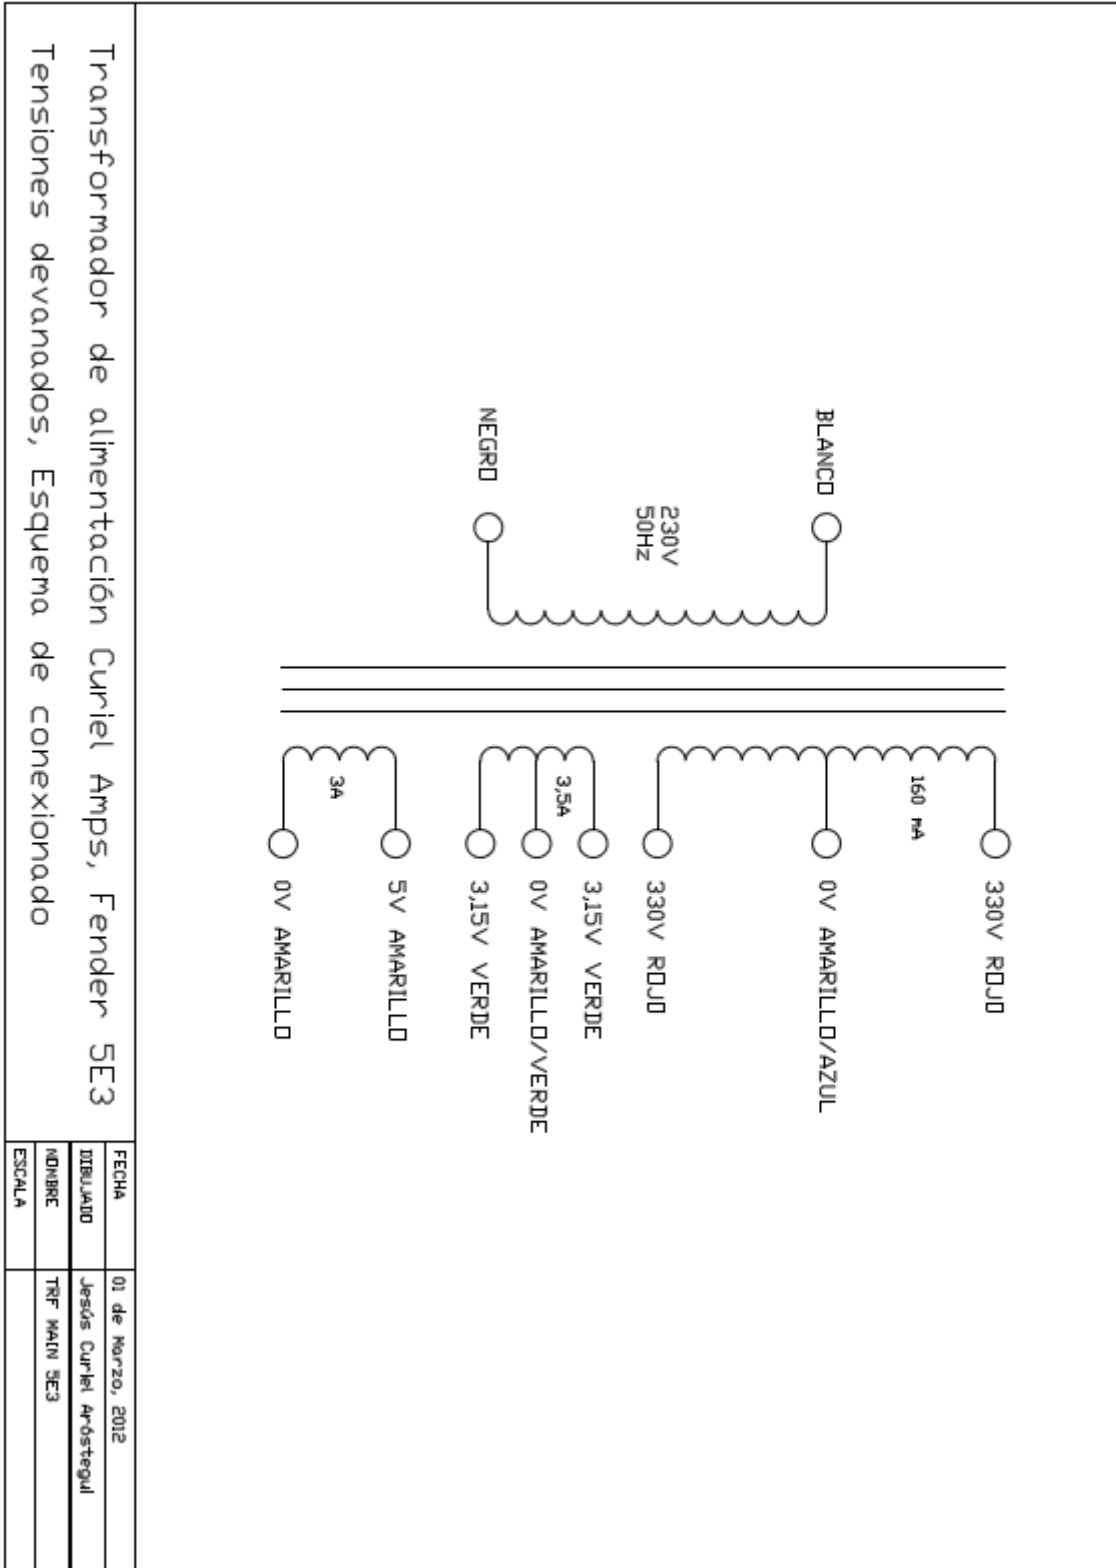 BLANCO
230V
50Hz
NEGRO
330V ROJO
160 mA
0V AMARILLO/AZUL
330V ROJO
3,15V VERDE
3,5A
0V AMARILLO/VERDE
3,15V VERDE
5V AMARILLO
3A
0V AMARILLO
Transformador de alimentación Curiel Amps, Fender 5E3
Tensiones devanados, Esquema de conexionado
FECHA 01 de Marzo, 2012
DIBUJADO Jesús Curiel Aróstegui
NOMBRE TRF MAIN 5E3
ESCALA